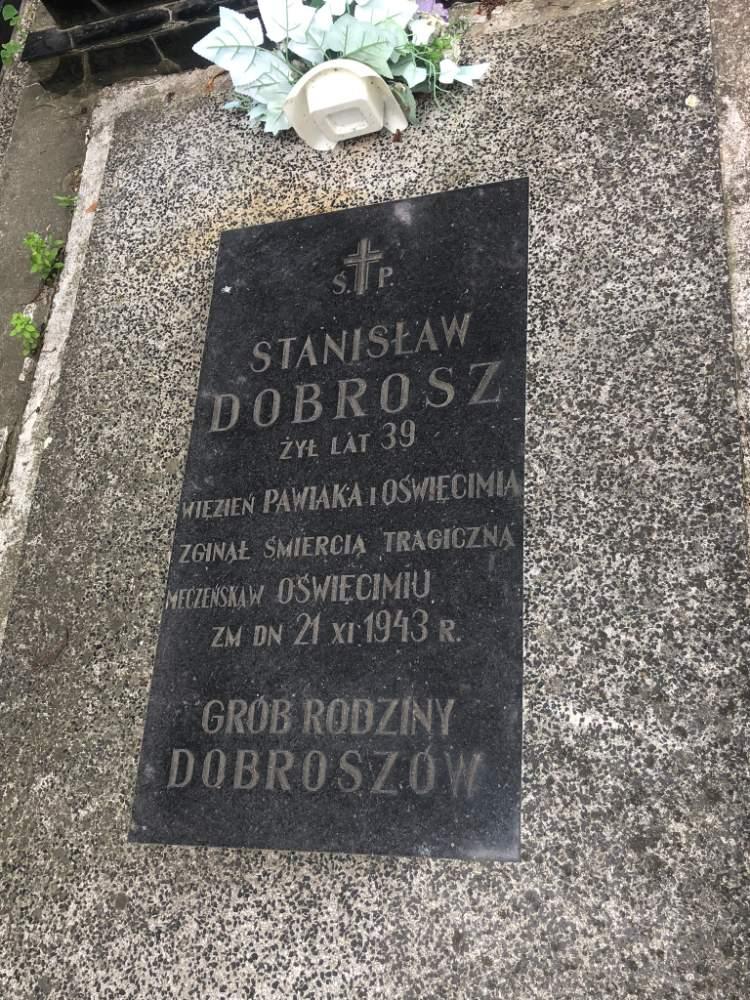 Ś. P.
STANISŁAW
DOBROSZ
ŻYŁ LAT 39
WIĘZIEŃ PAWIAKA I OŚWIĘCIMIA
ZGINĄŁ ŚMIERCIĄ TRAGICZNĄ
MĘCZEŃSKĄ W OŚWIĘCIMIU
ZM DN 21 XI 1943 R.
GRÓB RODZINY
DOBROSZÓW